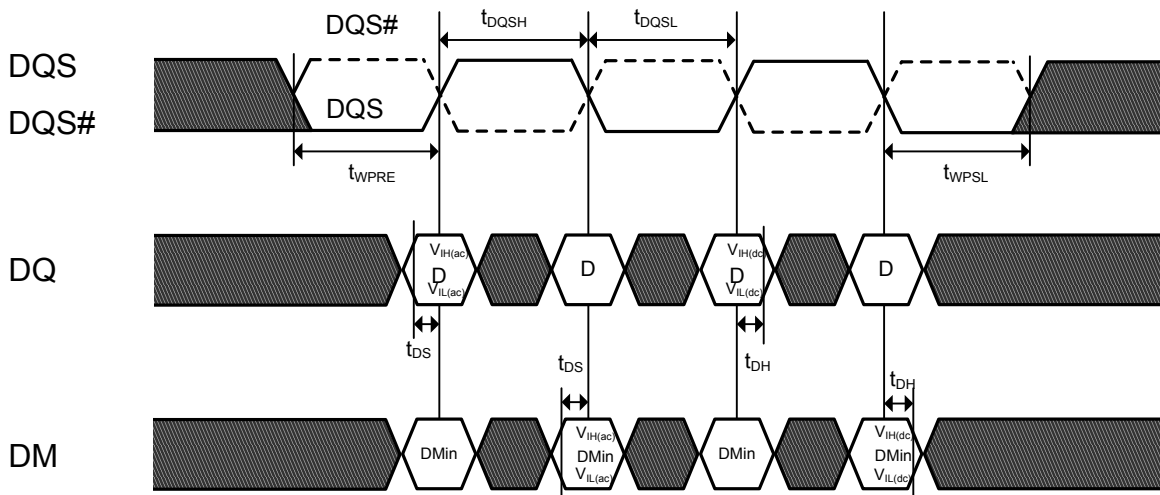 DQS#
tDQSH
tDQSL
DQS
DQS
DQS#
tWPRE
tWPSL
DQ
VIH(ac)
D
VIL(ac)
D
VIH(dc)
D
VIL(dc)
D
tDS
tDS
tDH
tDH
DM
DMin
VIH(ac)
DMin
VIL(ac)
DMin
VIH(dc)
DMin
VIL(dc)